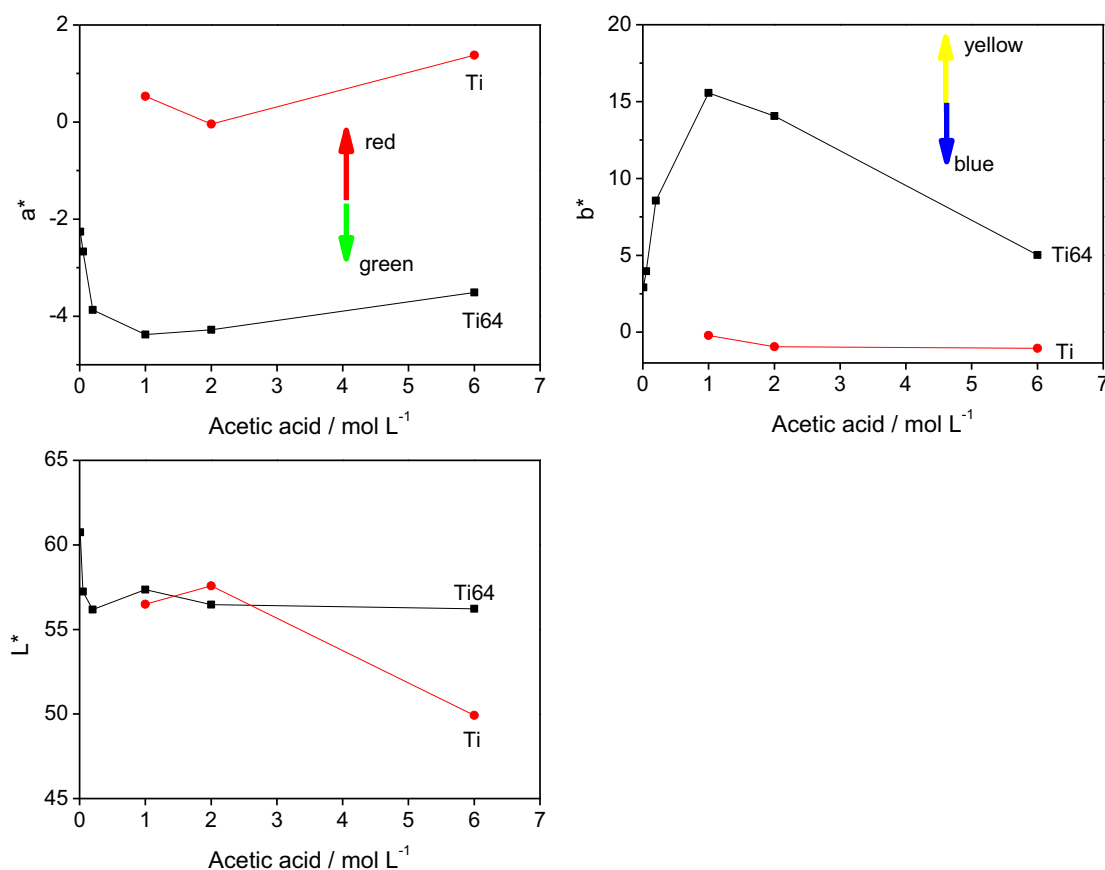 2
0
-2
-4
a*
Ti
red
green
Ti64
0 1 2 3 4 5 6 7
Acetic acid / mol L⁻¹
20
15
10
5
0
b*
yellow
blue
Ti64
Ti
0 1 2 3 4 5 6 7
Acetic acid / mol L⁻¹
65
60
55
50
45
L*
Ti64
Ti
0 1 2 3 4 5 6 7
Acetic acid / mol L⁻¹